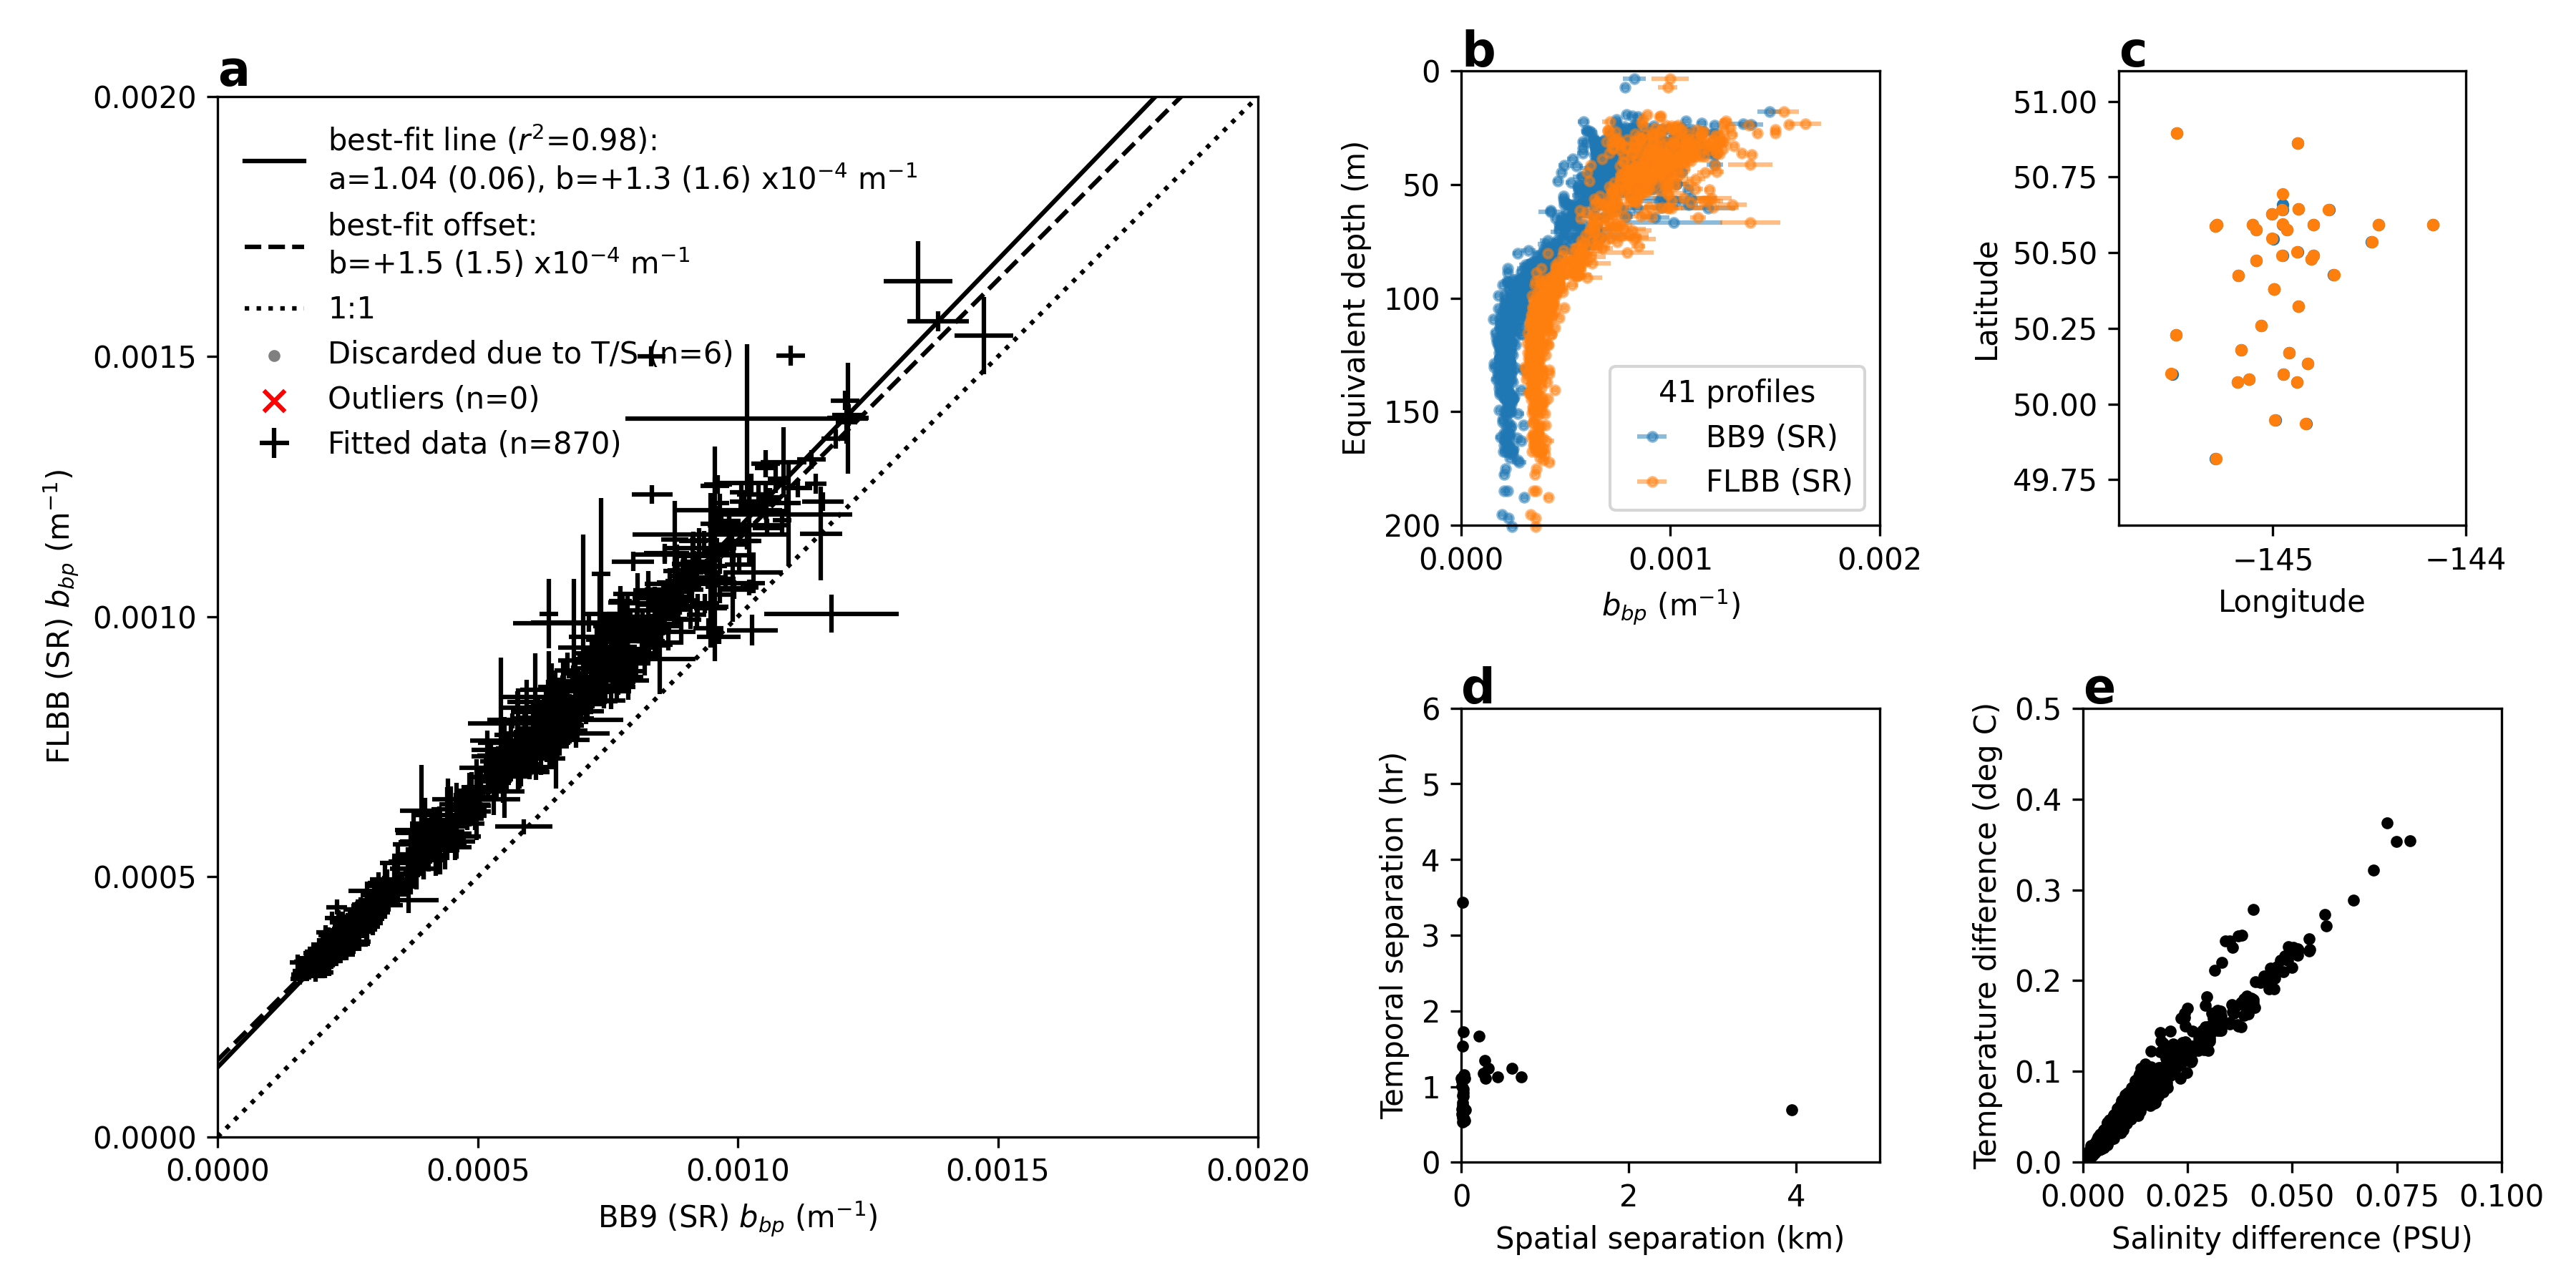 a
0.0020
0.0015
0.0010
0.0005
0.0000
FLBB (SR) b_bp (m⁻¹)
best-fit line (r²=0.98):
a=1.04 (0.06), b=+1.3 (1.6) x10⁻⁴ m⁻¹
best-fit offset:
b=+1.5 (1.5) x10⁻⁴ m⁻¹
1:1
Discarded due to T/S (n=6)
Outliers (n=0)
Fitted data (n=870)
0.0000 0.0005 0.0010 0.0015 0.0020
BB9 (SR) b_bp (m⁻¹)
b
0
50
100
150
200
Equivalent depth (m)
41 profiles
BB9 (SR)
FLBB (SR)
0.000 0.001 0.002
b_bp (m⁻¹)
c
51.00
50.75
50.50
50.25
50.00
49.75
Latitude
−145 −144
Longitude
d
6
5
4
3
2
1
0
Temporal separation (hr)
0 2 4
Spatial separation (km)
e
0.5
0.4
0.3
0.2
0.1
0.0
Temperature difference (deg C)
0.000 0.025 0.050 0.075 0.100
Salinity difference (PSU)